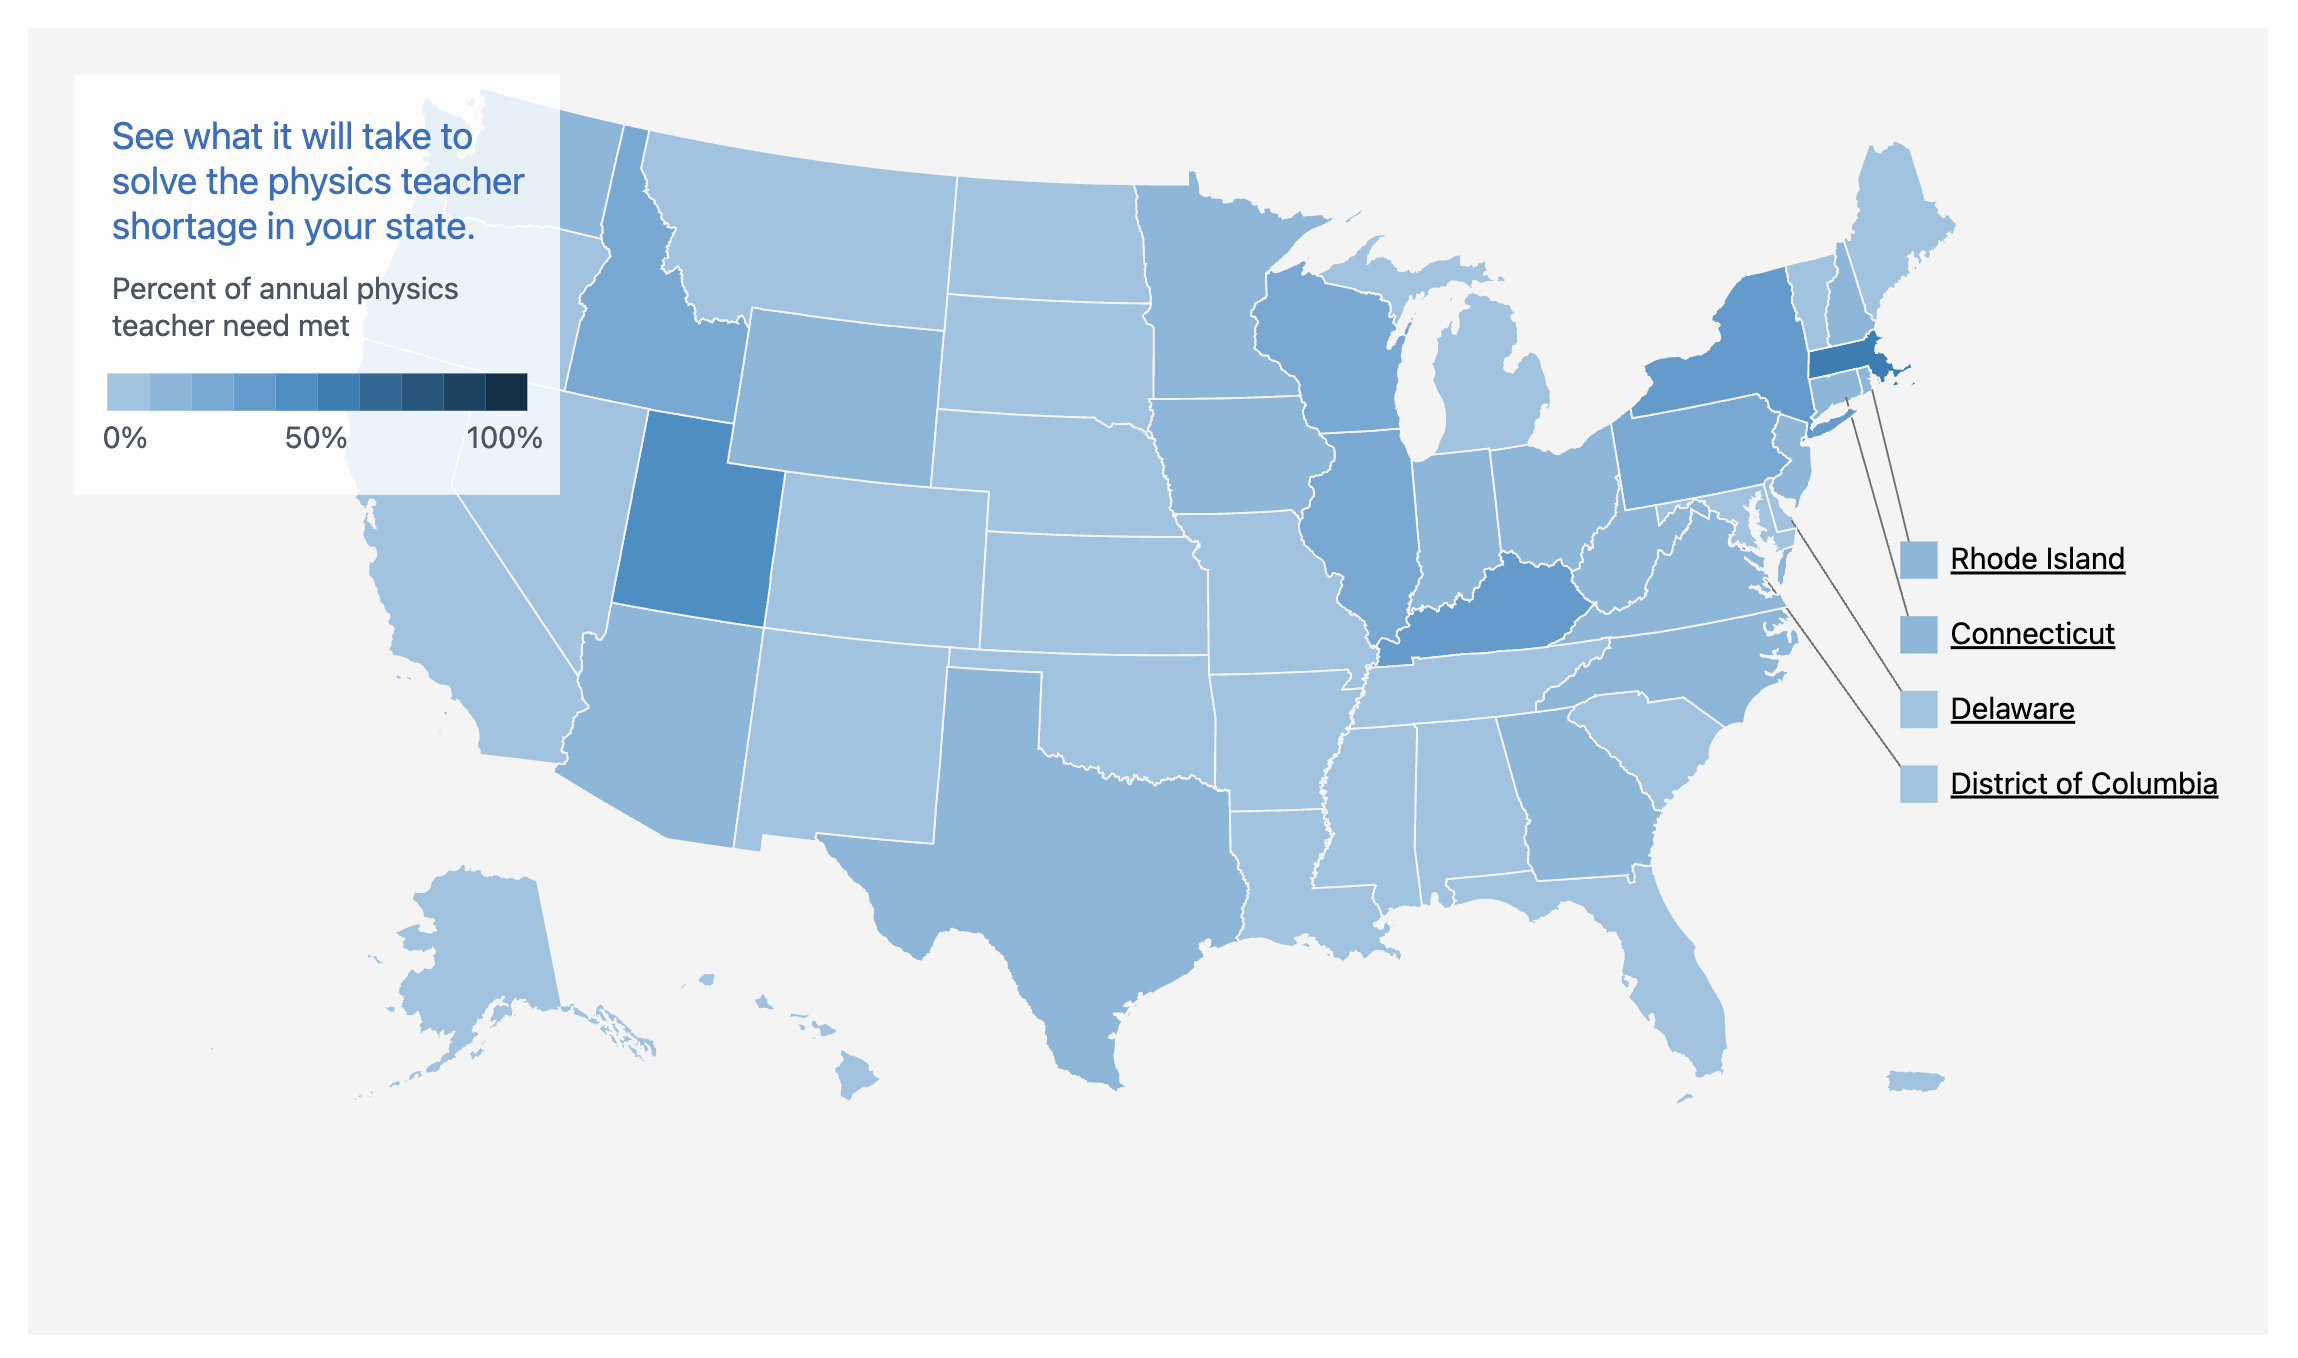 See what it will take to
solve the physics teacher
shortage in your state.
Percent of annual physics
teacher need met
0% 50% 100%
Rhode Island
Connecticut
Delaware
District of Columbia